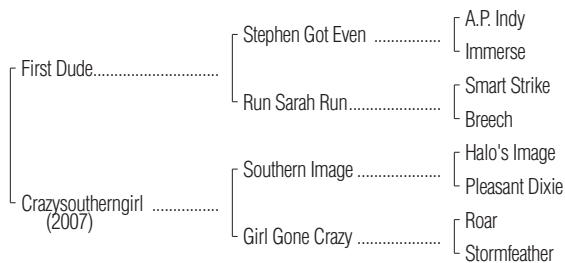 A.P. Indy
Stephen Got Even ................
Immerse
First Dude..............................
Smart Strike
Run Sarah Run......................
Breech
Halo's Image
Southern Image ....................
Pleasant Dixie
Crazysoutherngirl ................
(2007)
Roar
Girl Gone Crazy ....................
Stormfeather